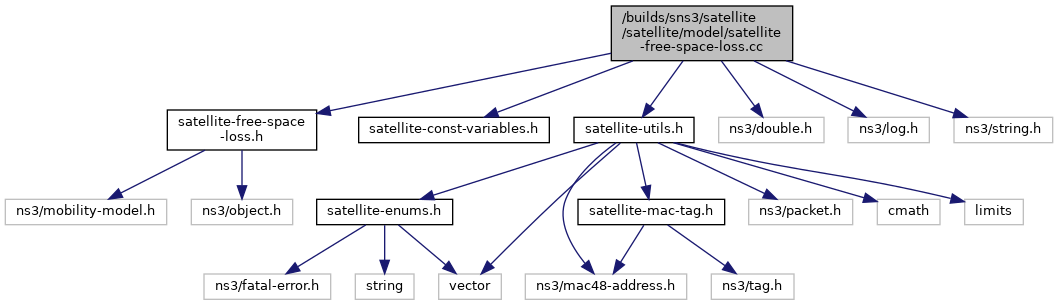 /builds/sns3/satellite
/satellite/model/satellite
-free-space-loss.cc
satellite-free-space
-loss.h
satellite-const-variables.h
satellite-utils.h
ns3/double.h
ns3/log.h
ns3/string.h
ns3/mobility-model.h
ns3/object.h
satellite-enums.h
satellite-mac-tag.h
ns3/packet.h
cmath
limits
ns3/fatal-error.h
string
vector
ns3/mac48-address.h
ns3/tag.h